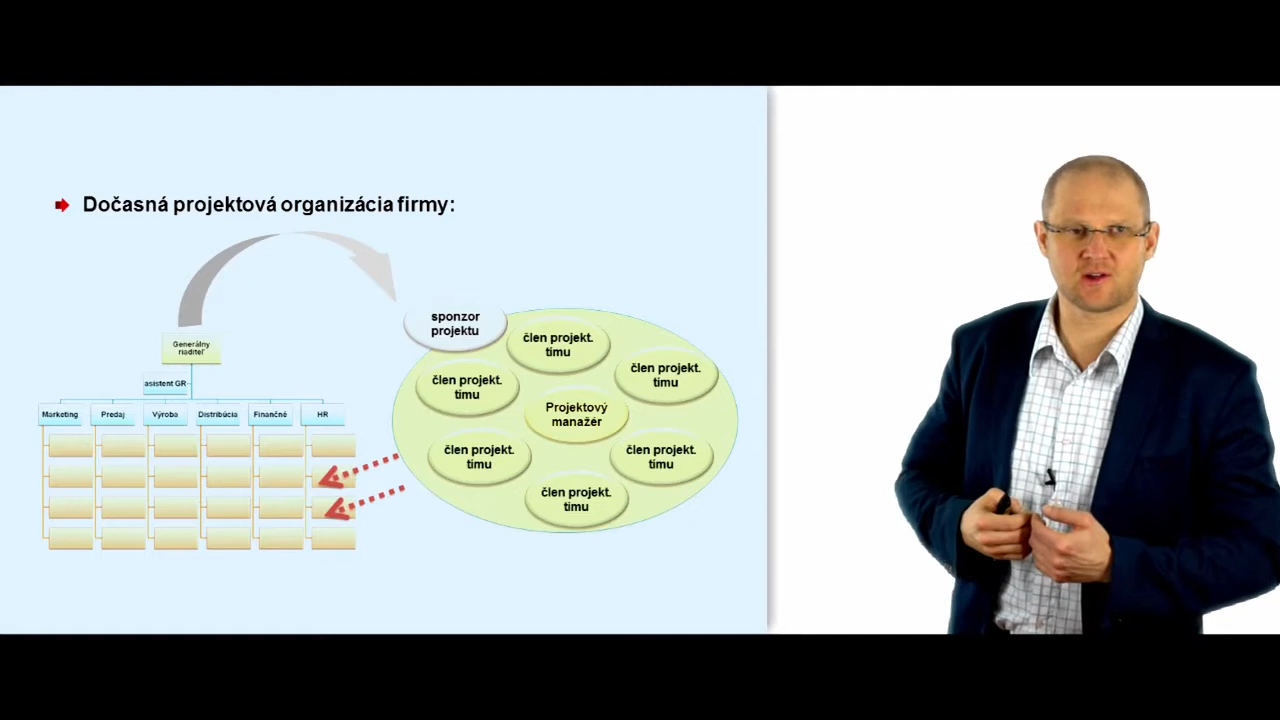 Dočasná projektová organizácia firmy:
sponzor
projektu
člen projekt.
tímu
člen projekt.
tímu
člen projekt.
tímu
Projektový
manažér
člen projekt.
tímu
člen projekt.
tímu
člen projekt.
tímu
Generálny
riaditeľ
asistent GR
Marketing
Predaj
Výroba
Distribúcia
Finančné
HR